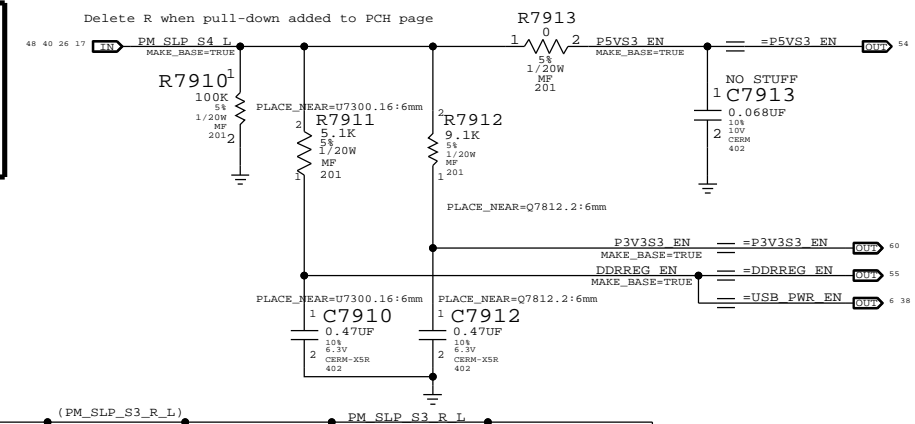 Delete R when pull-down added to PCH page
48 40 26 17 IN PM_SLP_S4_L
MAKE_BASE=TRUE
R7913
0
1 2
5%
1/20W
MF
201
P5VS3_EN
MAKE_BASE=TRUE
=P5VS3_EN OUT 54
R7910
1
100K
5%
1/20W
MF
201
2
PLACE_NEAR=U7300.16:6mm
2
R7911
5.1K
5%
1/20W
MF
201
1
2
R7912
9.1K
5%
1/20W
MF
201
1
PLACE_NEAR=Q7812.2:6mm
NO STUFF
1 C7913
0.068UF
10%
10V
CERM
402
2
P3V3S3_EN
MAKE_BASE=TRUE
=P3V3S3_EN OUT 60
DDRREG_EN
MAKE_BASE=TRUE
=DDRREG_EN OUT 55
=USB_PWR_EN OUT 6 38
PLACE_NEAR=U7300.16:6mm
1 C7910
0.47UF
10%
6.3V
CERM-X5R
402
2
PLACE_NEAR=Q7812.2:6mm
1 C7912
0.47UF
10%
6.3V
CERM-X5R
402
2
(PM_SLP_S3_R_L)
PM_SLP_S3_R_L